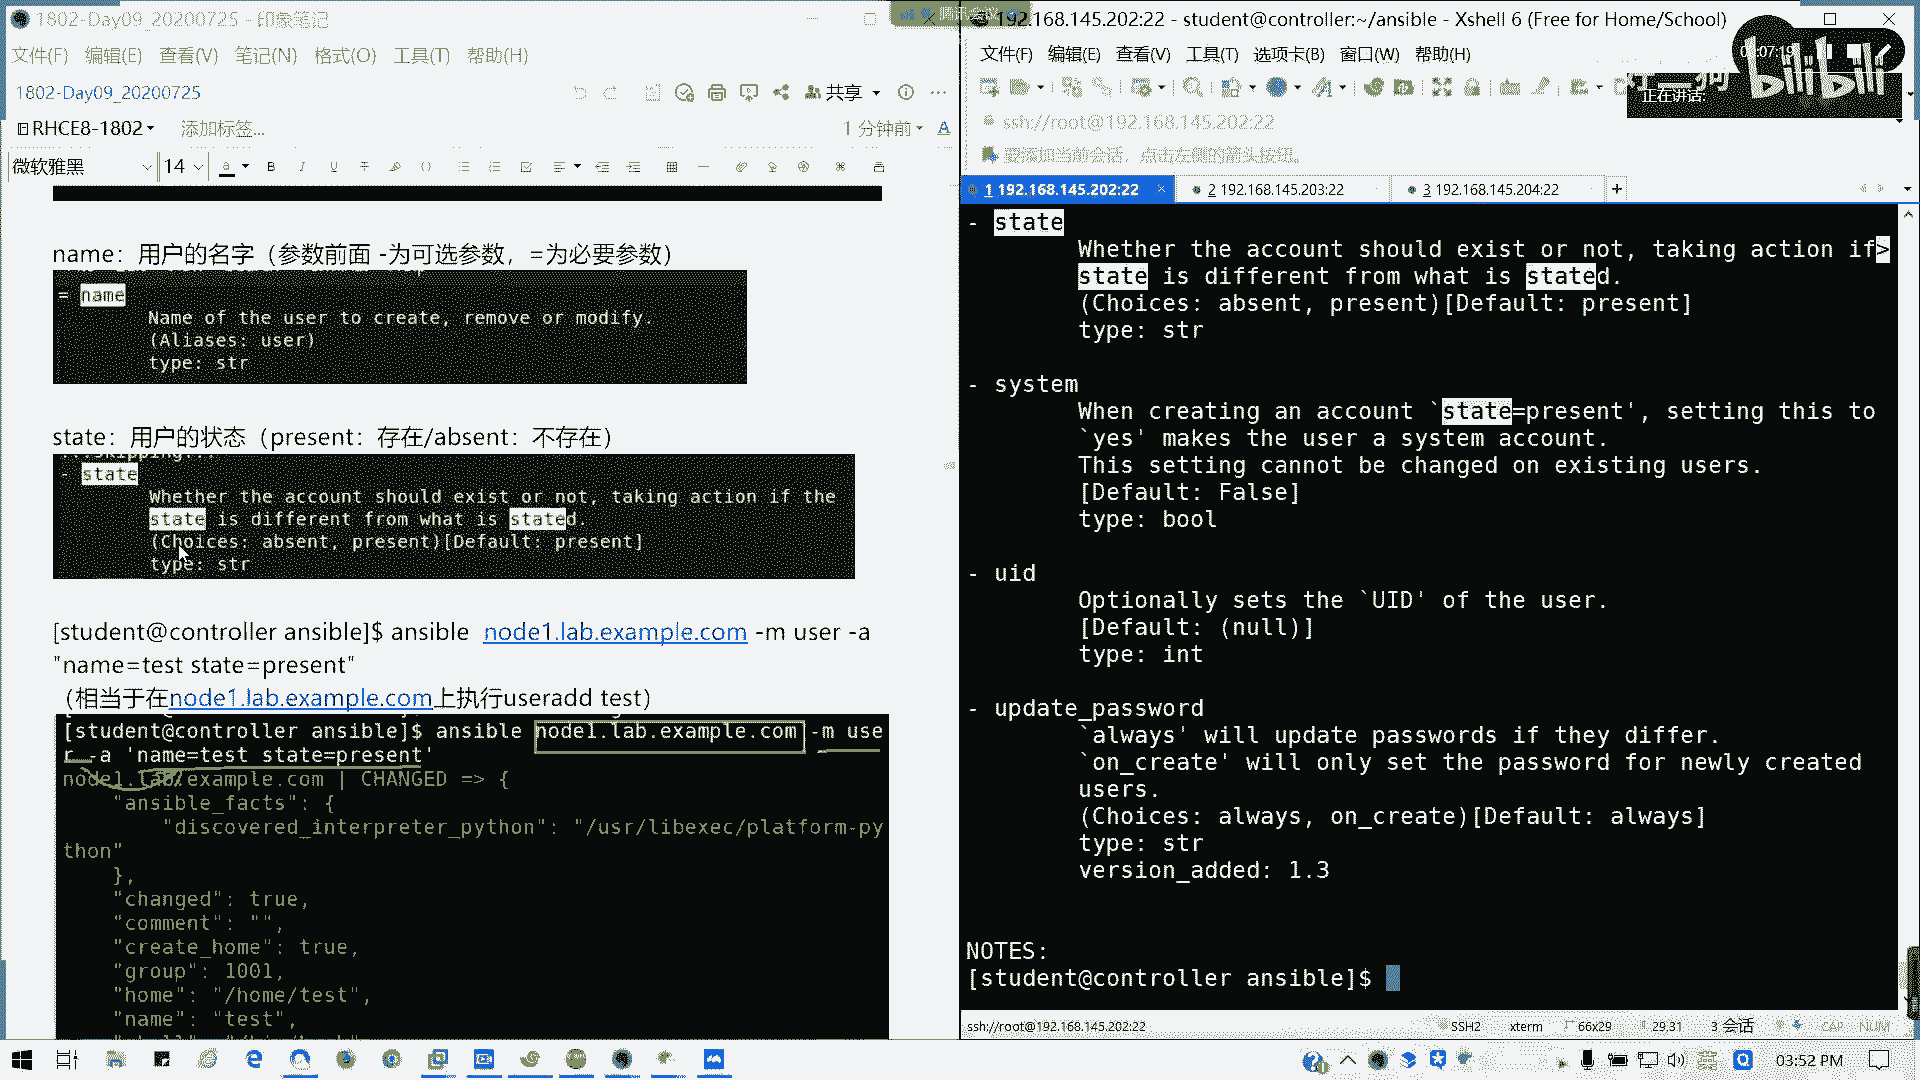 1802-Day09_20200725 - 印象笔记
文件(F) 编辑(E) 查看(V) 笔记(N) 格式(O) 工具(T) 帮助(H)
1802-Day09_20200725
共享
RHCE8-1802
添加标签...
1 分钟前
微软雅黑 14
name：用户的名字（参数前面 -为可选参数，=为必要参数）
= name
Name of the user to create, remove or modify.
(Aliases: user)
type: str
state：用户的状态（present：存在/absent：不存在）
- state
Whether the account should exist or not, taking action if the
state is different from what is stated.
(Choices: absent, present)[Default: present]
type: str
[student@controller ansible]$ ansible node1.lab.example.com -m user -a
"name=test state=present"
（相当于在node1.lab.example.com上执行useradd test）
[student@controller ansible]$ ansible node1.lab.example.com -m use
r -a 'name=test state=present'
node1.lab.example.com | CHANGED => {
"ansible_facts": {
"discovered_interpreter_python": "/usr/libexec/platform-py
thon"
},
"changed": true,
"comment": "",
"create_home": true,
"group": 1001,
"home": "/home/test",
"name": "test",
腾讯会议
192.168.145.202:22 - student@controller:~/ansible - Xshell 6 (Free for Home/School)
文件(F) 编辑(E) 查看(V) 工具(T) 选项卡(B) 窗口(W) 帮助(H)
bilibili
正在讲话:
ssh://root@192.168.145.202:22
要添加当前会话，点击左侧的箭头按钮。
1 192.168.145.202:22
2 192.168.145.203:22
3 192.168.145.204:22
- state
Whether the account should exist or not, taking action if>
state is different from what is stated.
(Choices: absent, present)[Default: present]
type: str
- system
When creating an account `state=present', setting this to
`yes' makes the user a system account.
This setting cannot be changed on existing users.
[Default: False]
type: bool
- uid
Optionally sets the `UID' of the user.
[Default: (null)]
type: int
- update_password
`always' will update passwords if they differ.
`on_create' will only set the password for newly created
users.
(Choices: always, on_create)[Default: always]
type: str
version_added: 1.3
NOTES:
[student@controller ansible]$
ssh://root@192.168.145.202:22
SSH2 xterm 66x29 29,31 3 会话 CAP NUM
03:52 PM